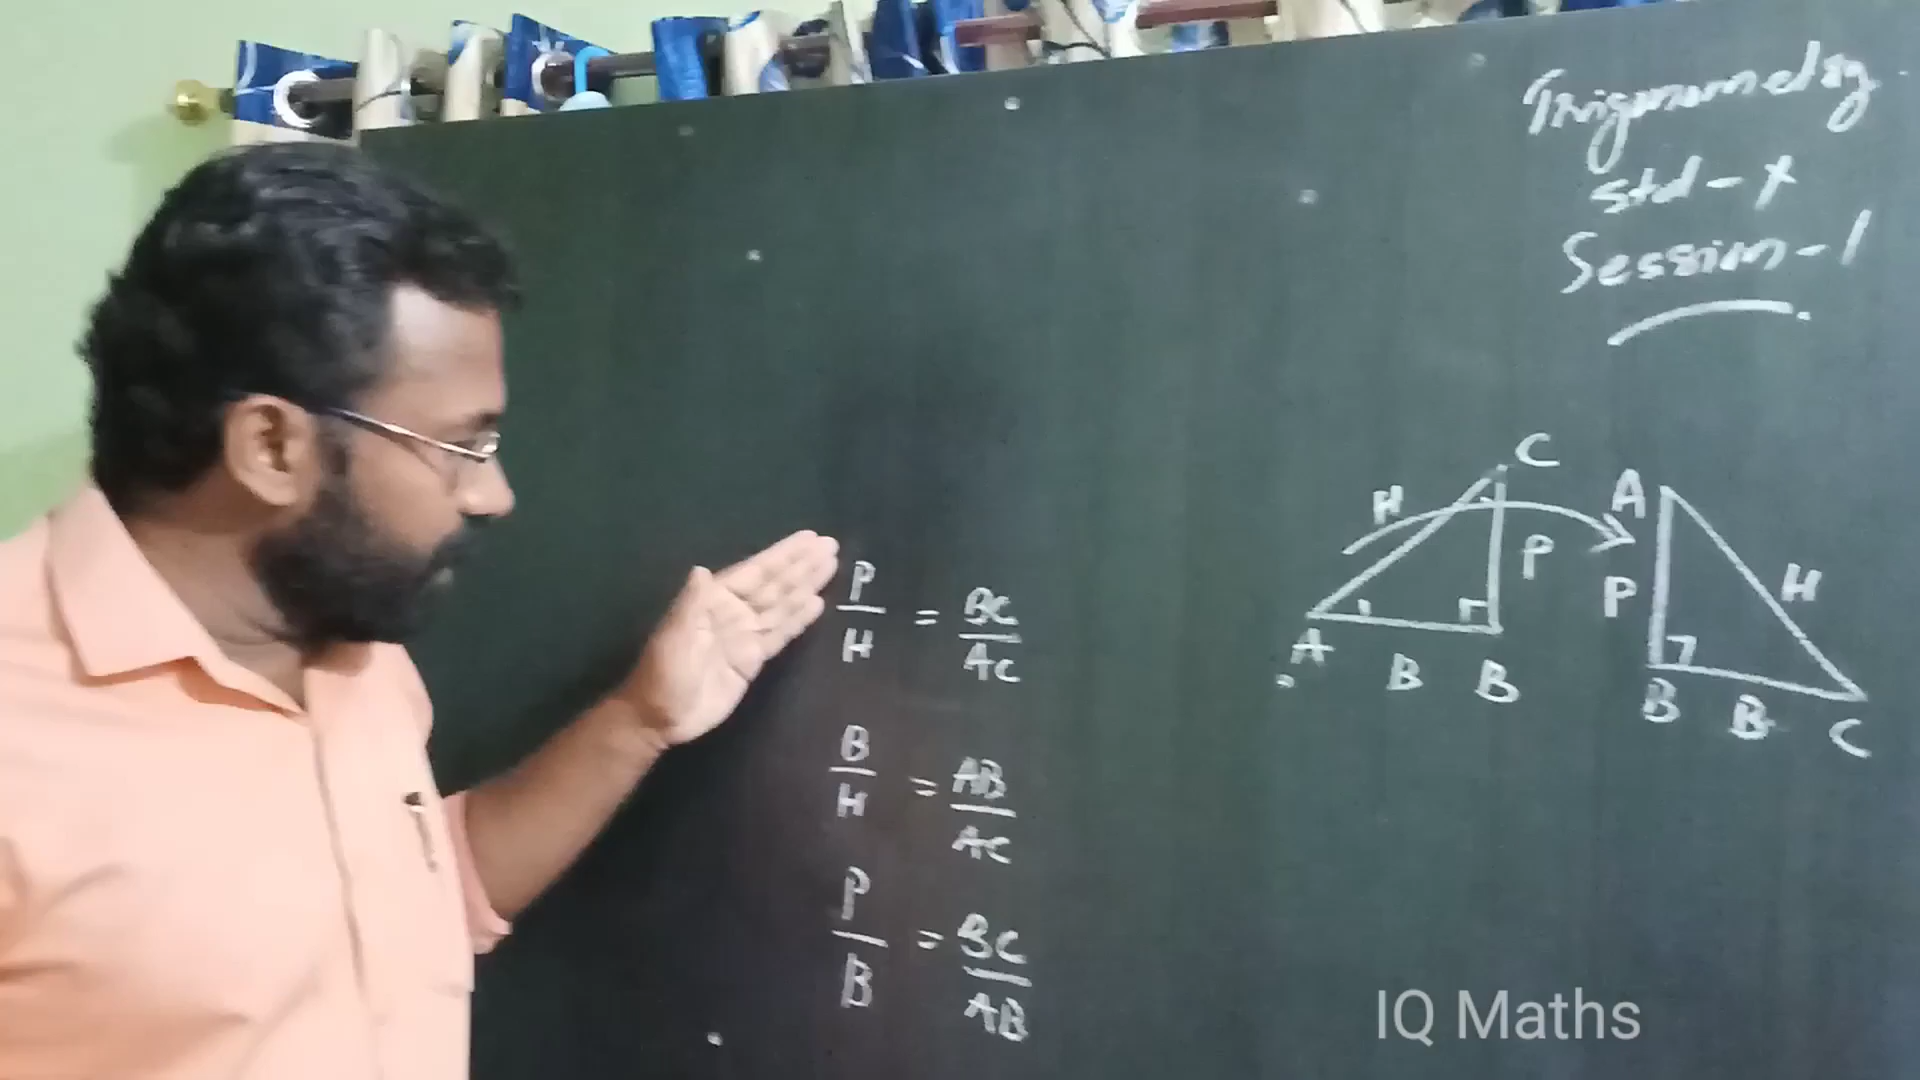 Trigonometry
Std - X
Session - 1
P/H = BC/AC
B/H = AB/AC
P/B = BC/AB
C
H
P
A
B
B
A
P
H
B
B
C
IQ Maths